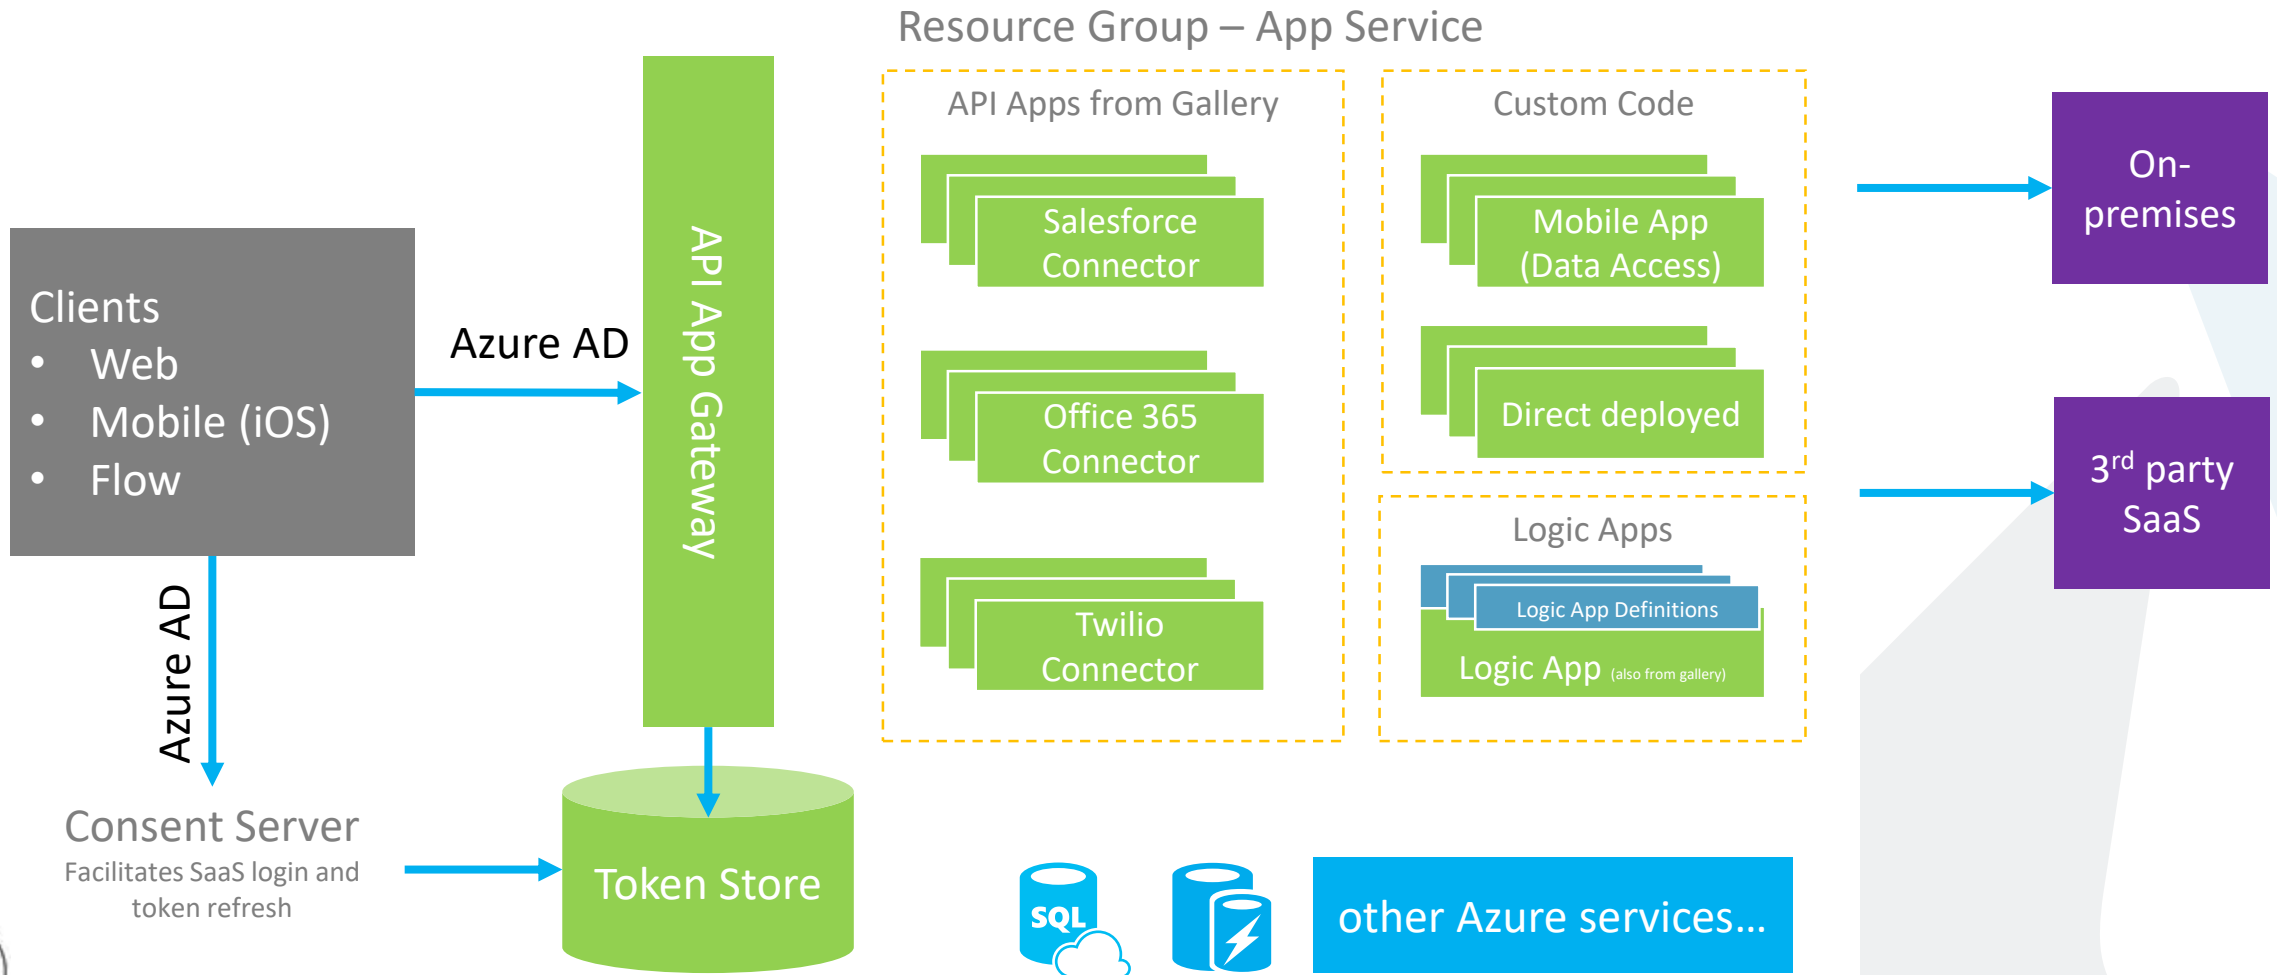 Resource Group – App Service
Clients
• Web
• Mobile (iOS)
• Flow
Azure AD
Azure AD
Consent Server
Facilitates SaaS login and
token refresh
API App Gateway
Token Store
API Apps from Gallery
Salesforce
Connector
Office 365
Connector
Twilio
Connector
Custom Code
Mobile App
(Data Access)
Direct deployed
Logic Apps
Logic App Definitions
Logic App (also from gallery)
On-
premises
3rd party
SaaS
SQL
other Azure services...